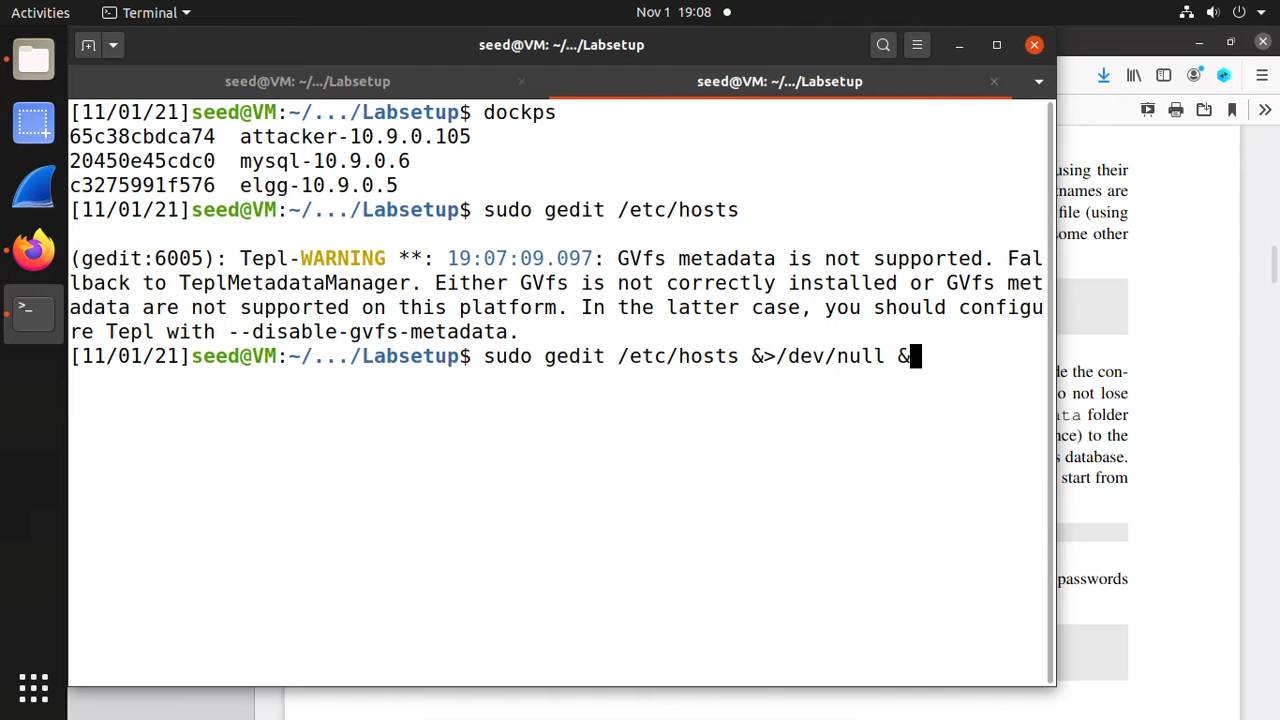 Activities
Terminal
Nov 1 19:08
seed@VM: ~/.../Labsetup
seed@VM: ~/.../Labsetup
seed@VM: ~/.../Labsetup
[11/01/21]seed@VM:~/.../Labsetup$ dockps
65c38cbdca74  attacker-10.9.0.105
20450e45cdc0  mysql-10.9.0.6
c3275991f576  elgg-10.9.0.5
[11/01/21]seed@VM:~/.../Labsetup$ sudo gedit /etc/hosts
(gedit:6005): Tepl-WARNING **: 19:07:09.097: GVfs metadata is not supported. Fal
lback to TeplMetadataManager. Either GVfs is not correctly installed or GVfs met
adata are not supported on this platform. In the latter case, you should configu
re Tepl with --disable-gvfs-metadata.
[11/01/21]seed@VM:~/.../Labsetup$ sudo gedit /etc/hosts &>/dev/null &
using their
names are
file (using
some other
le the con-
o not lose
ata folder
nce) to the
s database.
start from
passwords